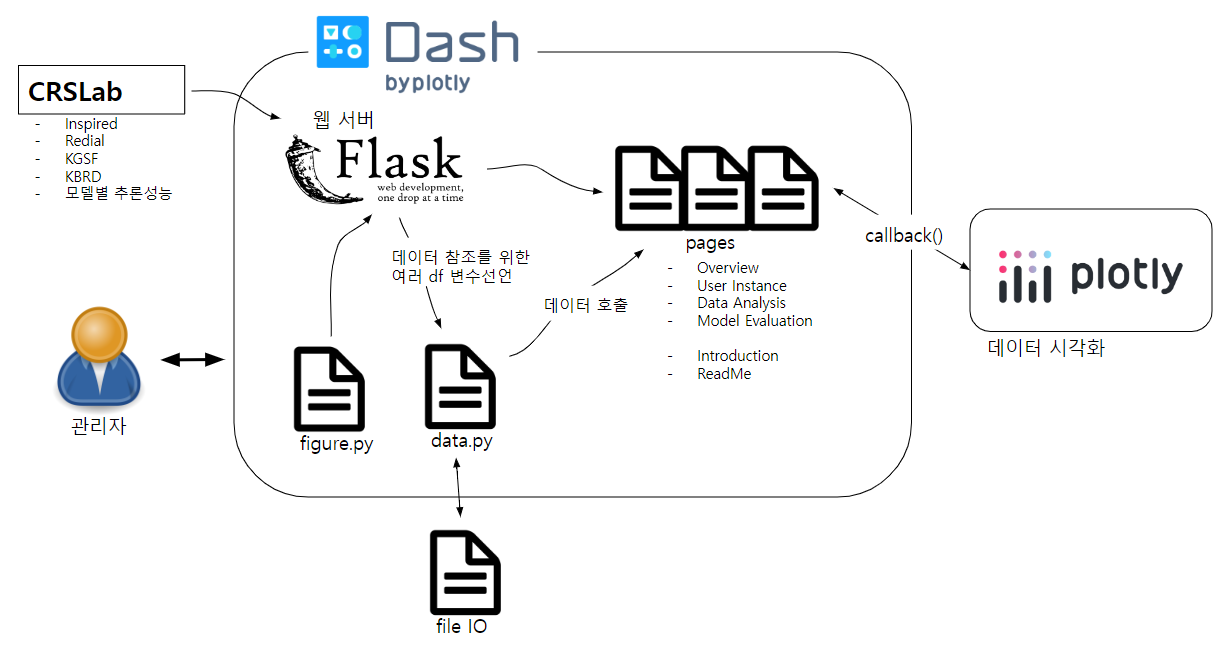 Dash
by plotly
CRSLab
- Inspired
- Redial
- KGSF
- KBRD
- 모델별 추론성능
웹 서버
Flask
web development,
one drop at a time
pages
- Overview
- User Instance
- Data Analysis
- Model Evaluation
- Introduction
- ReadMe
callback()
plotly
데이터 시각화
데이터 참조를 위한
여러 df 변수선언
데이터 호출
관리자
figure.py
data.py
file IO